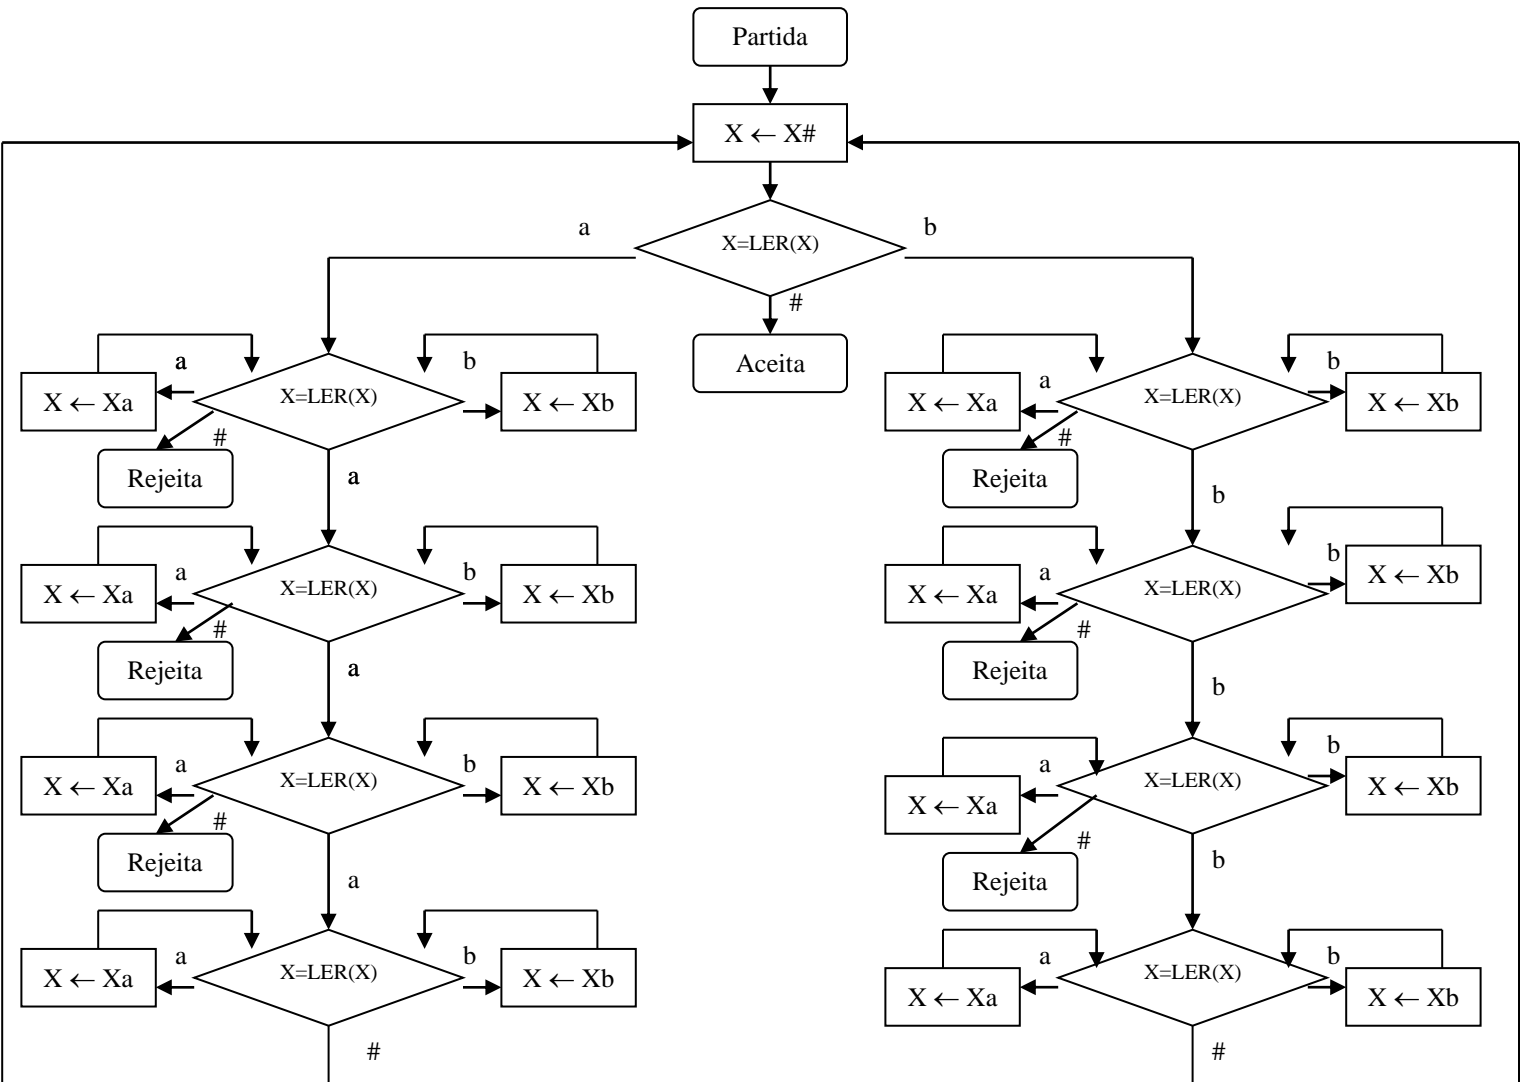 Partida
X ← X#
a
X=LER(X)
b
#
Aceita
a
X=LER(X)
b
X ← Xa
X ← Xb
#
Rejeita
a
a
X=LER(X)
b
X ← Xa
X ← Xb
#
Rejeita
b
a
X=LER(X)
b
X ← Xa
X ← Xb
#
Rejeita
a
a
X=LER(X)
b
X ← Xa
X ← Xb
#
Rejeita
b
a
X=LER(X)
b
X ← Xa
X ← Xb
#
Rejeita
a
a
X=LER(X)
b
X ← Xa
X ← Xb
#
Rejeita
b
a
X=LER(X)
b
X ← Xa
X ← Xb
#
a
X=LER(X)
b
X ← Xa
X ← Xb
#